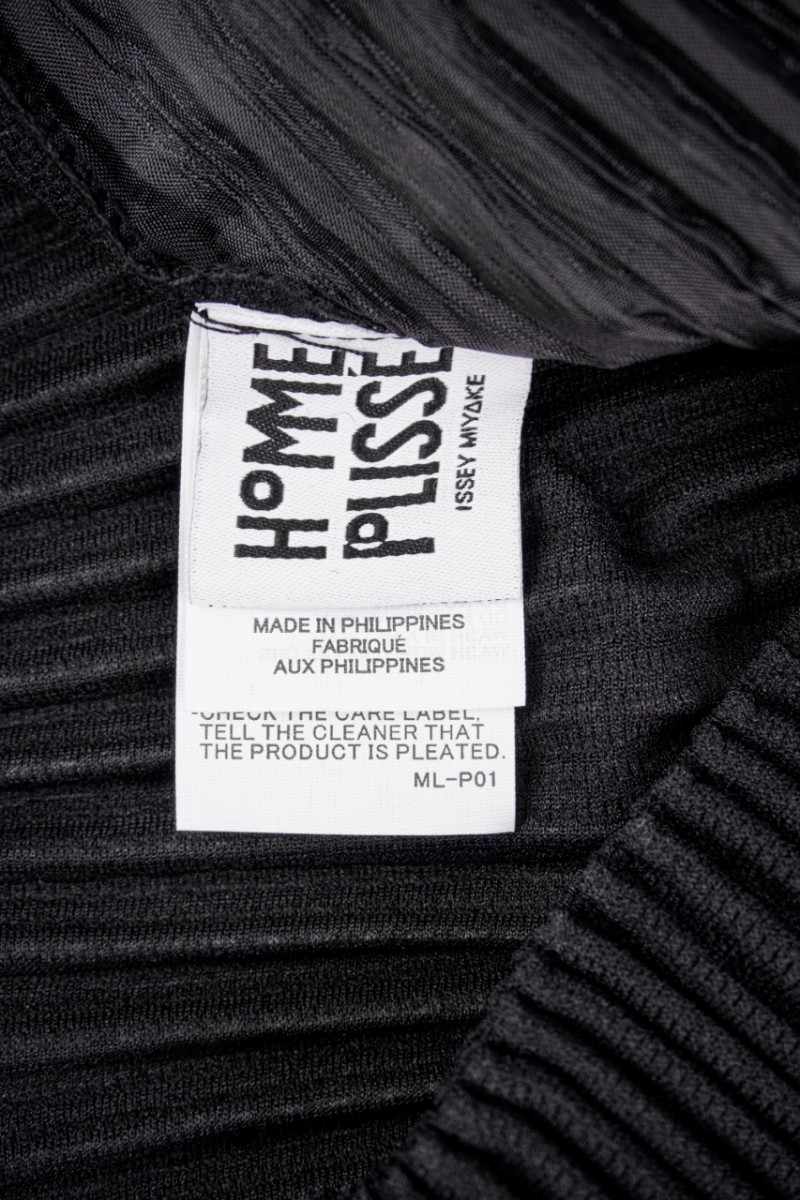 HOMME
PLISSÉ
ISSEY MIYAKE
MADE IN PHILIPPINES
FABRIQUÉ
AUX PHILIPPINES
-CHECK THE CARE LABEL,
TELL THE CLEANER THAT
THE PRODUCT IS PLEATED.
ML-P01